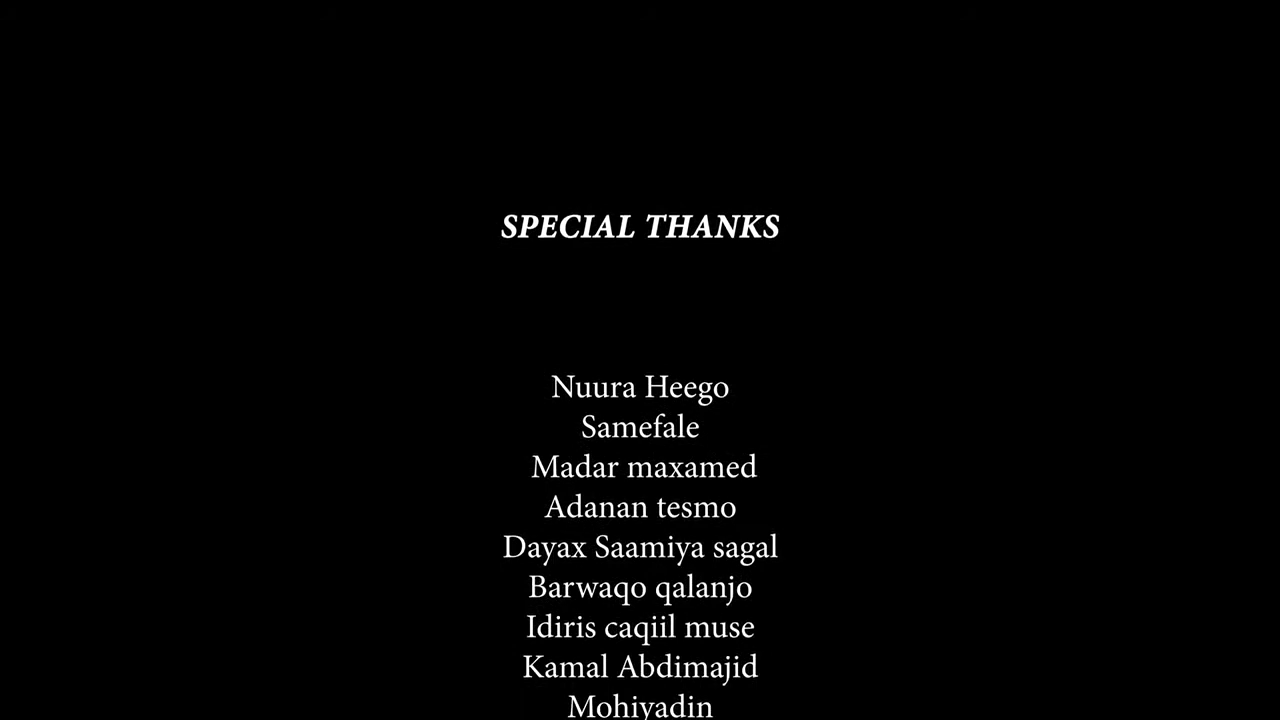 SPECIAL THANKS
Nuura Heego
Samefale
Madar maxamed
Adanan tesmo
Dayax Saamiya sagal
Barwaqo qalanjo
Idiris caqiil muse
Kamal Abdimajid
Mohiyadin